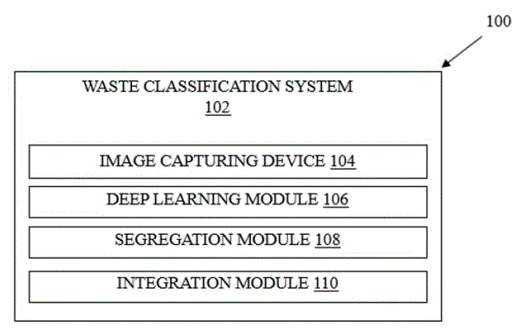 100
WASTE CLASSIFICATION SYSTEM
102
IMAGE CAPTURING DEVICE 104
DEEP LEARNING MODULE 106
SEGREGATION MODULE 108
INTEGRATION MODULE 110